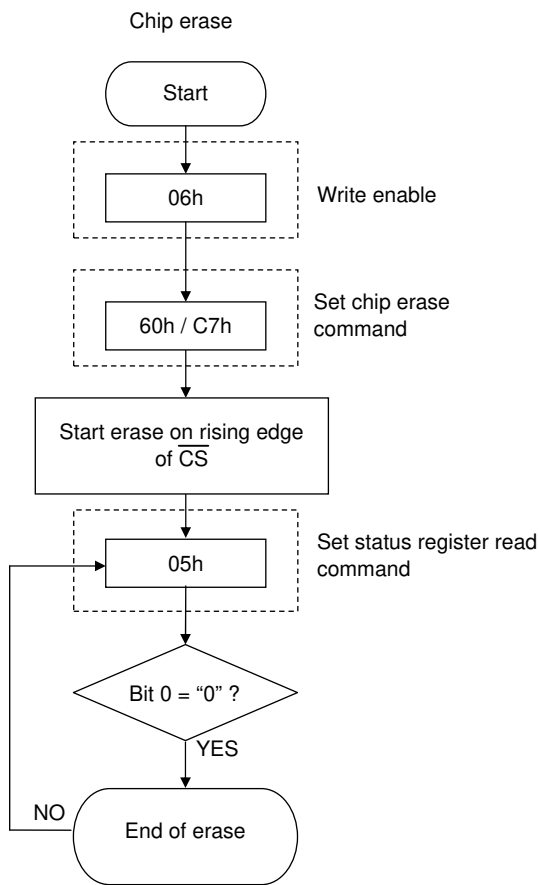 Chip erase
Start
06h
Write enable
60h / C7h
Set chip erase
command
Start erase on rising edge
of C̅S̅
05h
Set status register read
command
Bit 0 = “0” ?
YES
NO
End of erase